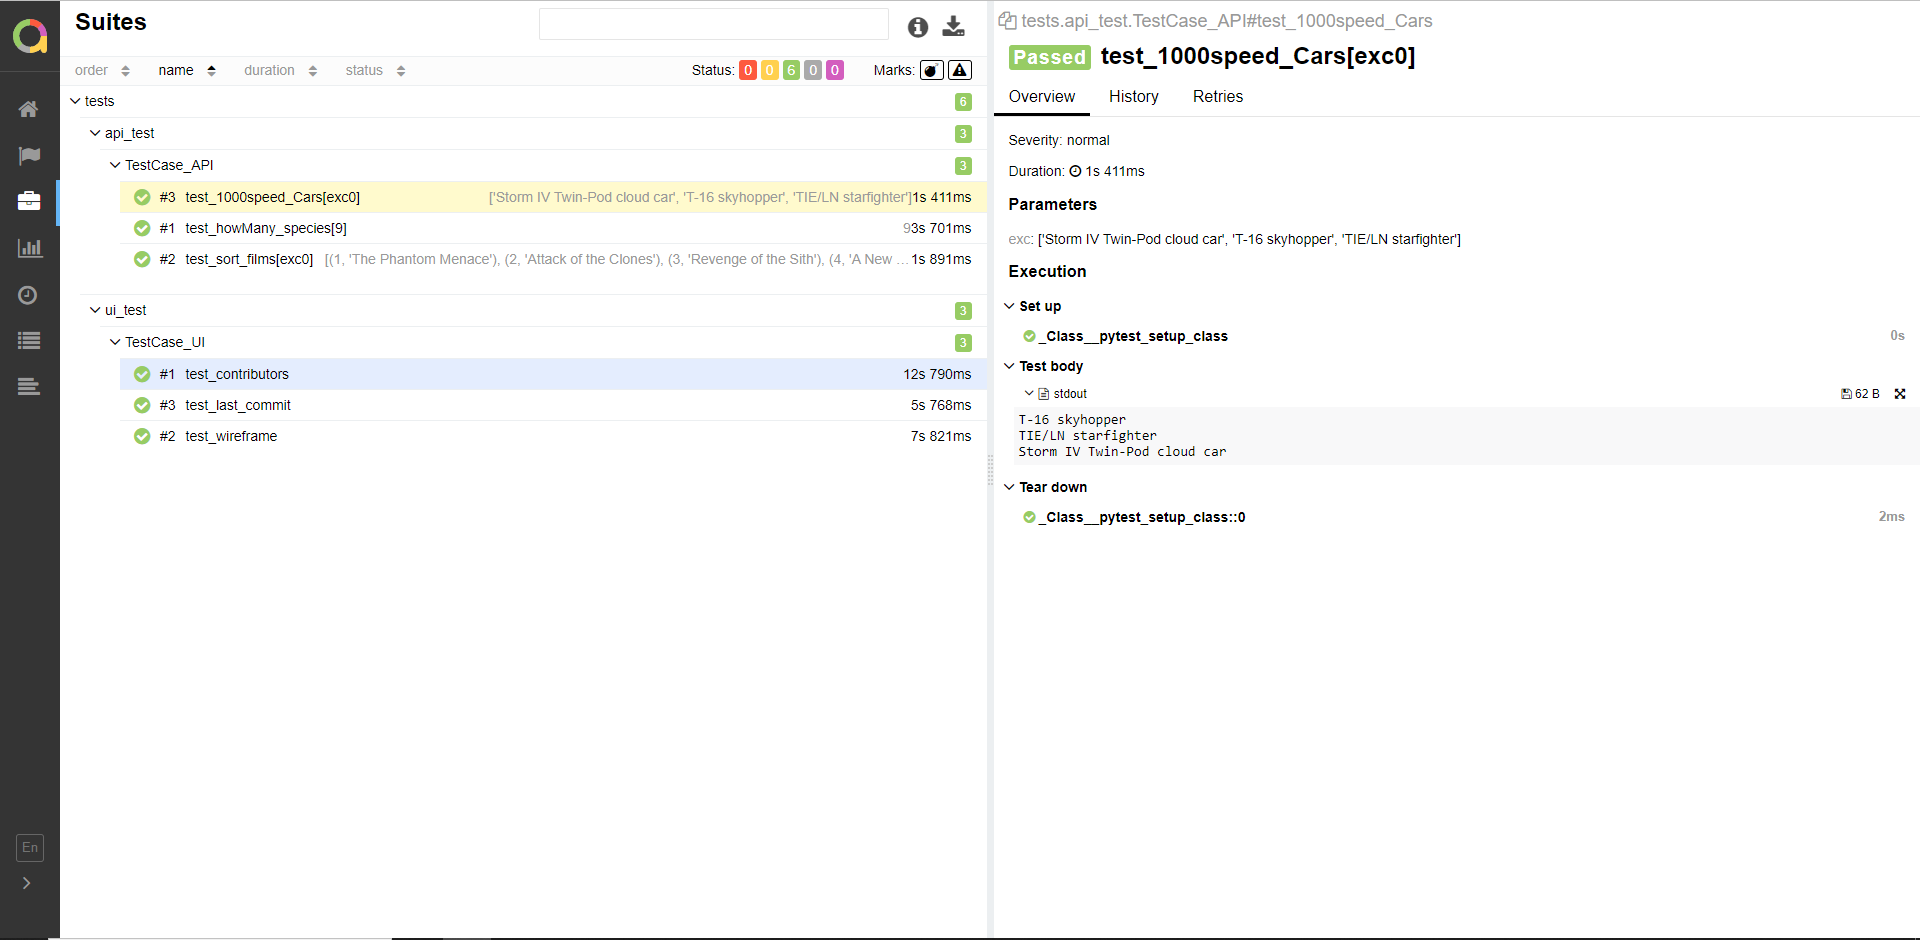 Suites
order name duration status Status: 0 0 6 0 0 Marks:
tests 6
api_test 3
TestCase_API 3
#3 test_1000speed_Cars[exc0] ['Storm IV Twin-Pod cloud car', 'T-16 skyhopper', 'TIE/LN starfighter'] 1s 411ms
#1 test_howMany_species[9] 9 3s 701ms
#2 test_sort_films[exc0] [(1, 'The Phantom Menace'), (2, 'Attack of the Clones'), (3, 'Revenge of the Sith'), (4, 'A New ... 1s 891ms
ui_test 3
TestCase_UI 3
#1 test_contributors 12s 790ms
#3 test_last_commit 5s 768ms
#2 test_wireframe 7s 821ms
En
tests.api_test.TestCase_API#test_1000speed_Cars
Passed test_1000speed_Cars[exc0]
Overview History Retries
Severity: normal
Duration: 1s 411ms
Parameters
exc: ['Storm IV Twin-Pod cloud car', 'T-16 skyhopper', 'TIE/LN starfighter']
Execution
Set up
_Class__pytest_setup_class 0s
Test body
stdout 62 B
T-16 skyhopper
TIE/LN starfighter
Storm IV Twin-Pod cloud car
Tear down
_Class__pytest_setup_class::0 2ms